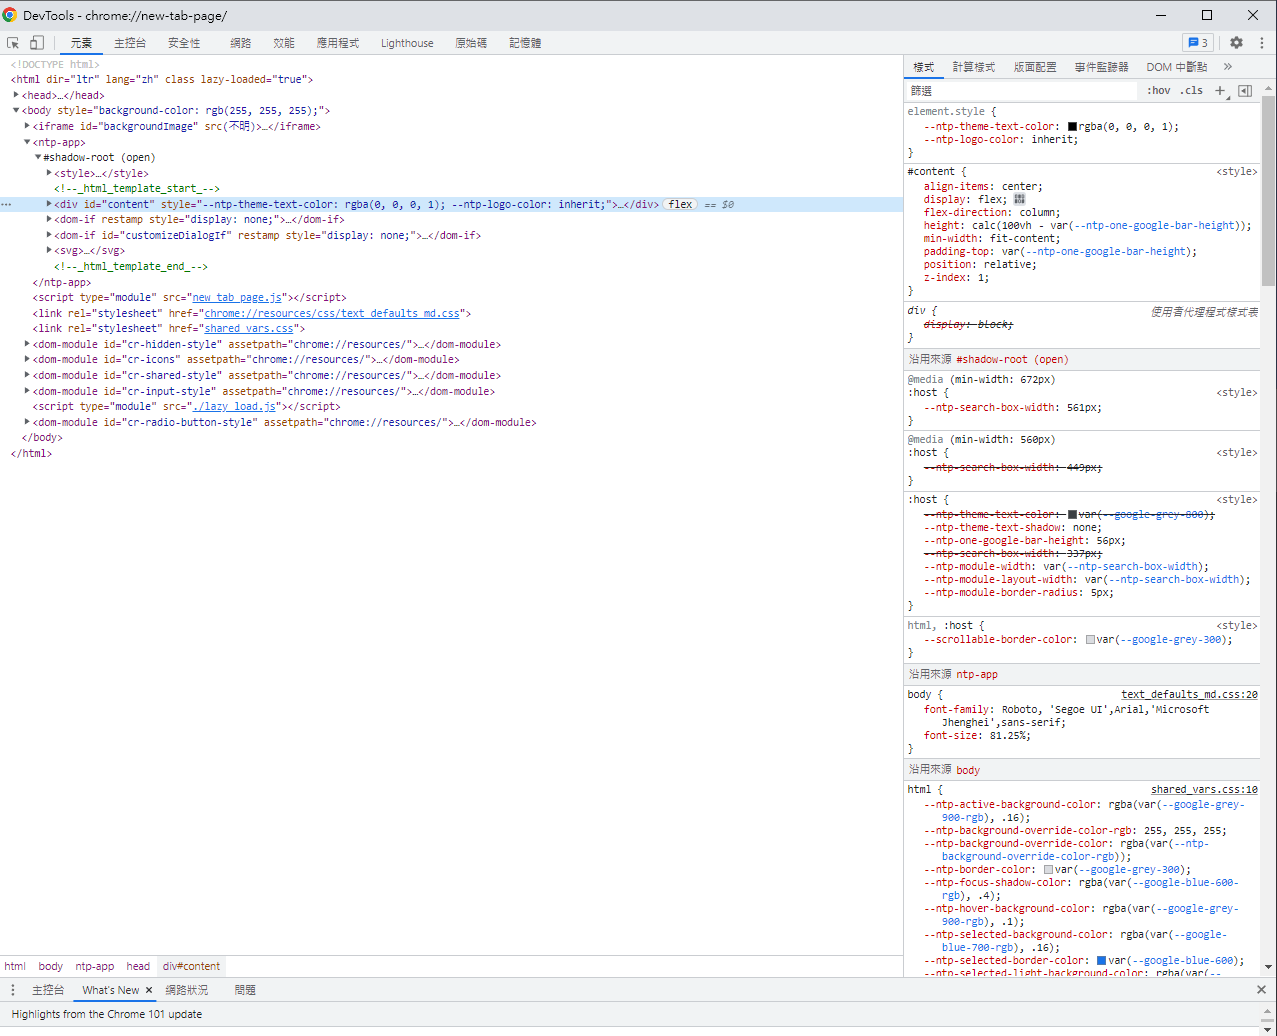 DevTools - chrome://new-tab-page/
元素 主控台 安全性 網路 效能 應用程式 Lighthouse 原始碼 記憶體 3
<!DOCTYPE html>
<html dir="ltr" lang="zh" class lazy-loaded="true">
<head>…</head>
<body style="background-color: rgb(255, 255, 255);">
<iframe id="backgroundImage" src(不明)>…</iframe>
<ntp-app>
#shadow-root (open)
<style>…</style>
<!--_html_template_start_-->
<div id="content" style="--ntp-theme-text-color: rgba(0, 0, 0, 1); --ntp-logo-color: inherit;">…</div> flex == $0
<dom-if restamp style="display: none;">…</dom-if>
<dom-if id="customizeDialogIf" restamp style="display: none;">…</dom-if>
<svg>…</svg>
<!--_html_template_end_-->
</ntp-app>
<script type="module" src="new_tab_page.js"></script>
<link rel="stylesheet" href="chrome://resources/css/text_defaults_md.css">
<link rel="stylesheet" href="shared_vars.css">
<dom-module id="cr-hidden-style" assetpath="chrome://resources/">…</dom-module>
<dom-module id="cr-icons" assetpath="chrome://resources/">…</dom-module>
<dom-module id="cr-shared-style" assetpath="chrome://resources/">…</dom-module>
<dom-module id="cr-input-style" assetpath="chrome://resources/">…</dom-module>
<script type="module" src="./lazy_load.js"></script>
<dom-module id="cr-radio-button-style" assetpath="chrome://resources/">…</dom-module>
</body>
</html>
樣式 計算樣式 版面配置 事件監聽器 DOM 中斷點 »
篩選 :hov .cls +
element.style {
--ntp-theme-text-color: rgba(0, 0, 0, 1);
--ntp-logo-color: inherit;
}
#content { <style>
align-items: center;
display: flex;
flex-direction: column;
height: calc(100vh - var(--ntp-one-google-bar-height));
min-width: fit-content;
padding-top: var(--ntp-one-google-bar-height);
position: relative;
z-index: 1;
}
div { 使用者代理程式樣式表
display: block;
}
沿用來源 #shadow-root (open)
@media (min-width: 672px)
:host { <style>
--ntp-search-box-width: 561px;
}
@media (min-width: 560px)
:host { <style>
--ntp-search-box-width: 449px;
}
:host { <style>
--ntp-theme-text-color: var(--google-grey-800);
--ntp-theme-text-shadow: none;
--ntp-one-google-bar-height: 56px;
--ntp-search-box-width: 337px;
--ntp-module-width: var(--ntp-search-box-width);
--ntp-module-layout-width: var(--ntp-search-box-width);
--ntp-module-border-radius: 5px;
}
html, :host { <style>
--scrollable-border-color: var(--google-grey-300);
}
沿用來源 ntp-app
body { text_defaults_md.css:20
font-family: Roboto, 'Segoe UI',Arial,'Microsoft
Jhenghei',sans-serif;
font-size: 81.25%;
}
沿用來源 body
html { shared_vars.css:10
--ntp-active-background-color: rgba(var(--google-grey-
900-rgb), .16);
--ntp-background-override-color-rgb: 255, 255, 255;
--ntp-background-override-color: rgba(var(--ntp-
background-override-color-rgb));
--ntp-border-color: var(--google-grey-300);
--ntp-focus-shadow-color: rgba(var(--google-blue-600-
rgb), .4);
--ntp-hover-background-color: rgba(var(--google-grey-
900-rgb), .1);
--ntp-selected-background-color: rgba(var(--google-
blue-700-rgb), .16);
--ntp-selected-border-color: var(--google-blue-600);
--ntp-selected-light-background-color: rgba(var(--
html body ntp-app head div#content
主控台 What's New 網路狀況 問題
Highlights from the Chrome 101 update